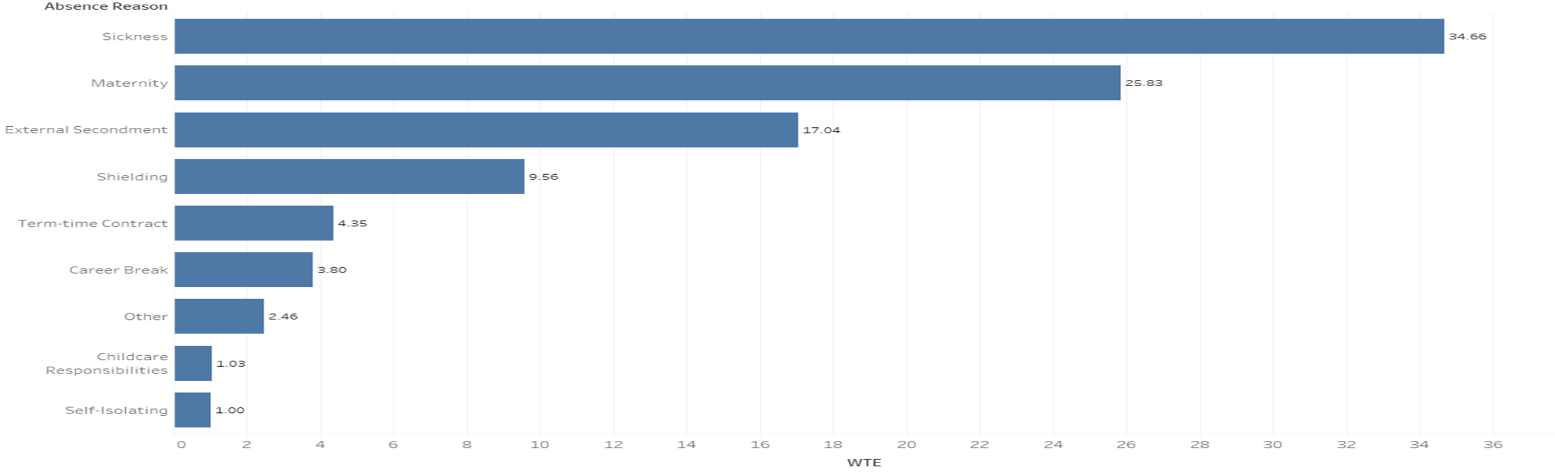 Absence Reason
Sickness 34.66
Maternity 25.83
External Secondment 17.04
Shielding 9.56
Term-time Contract 4.35
Career Break 3.80
Other 2.46
Childcare
Responsibilities 1.03
Self-Isolating 1.00
0 2 4 6 8 10 12 14 16 18 20 22 24 26 28 30 32 34 36
WTE